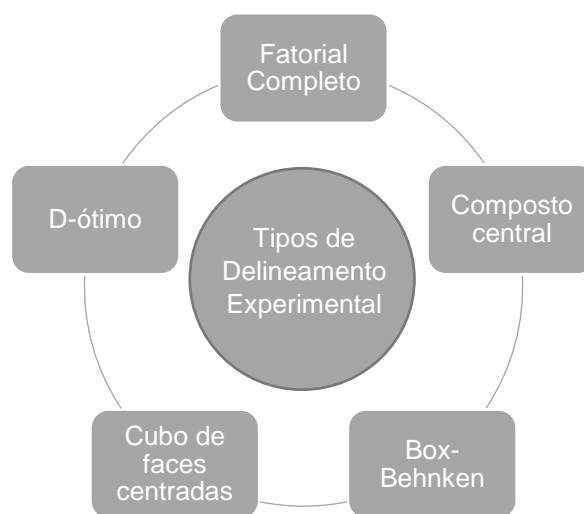 Fatorial
Completo
D-ótimo
Composto
central
Tipos de
Delineamento
Experimental
Cubo de
faces
centradas
Box-
Behnken